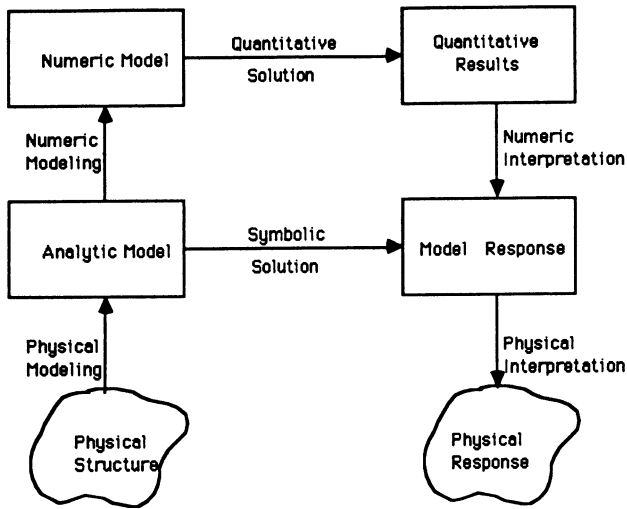 Numeric Model
Quantitative
Solution
Quantitative
Results
Numeric
Modeling
Numeric
Interpretation
Analytic Model
Symbolic
Solution
Model Response
Physical
Modeling
Physical
Interpretation
Physical
Structure
Physical
Response